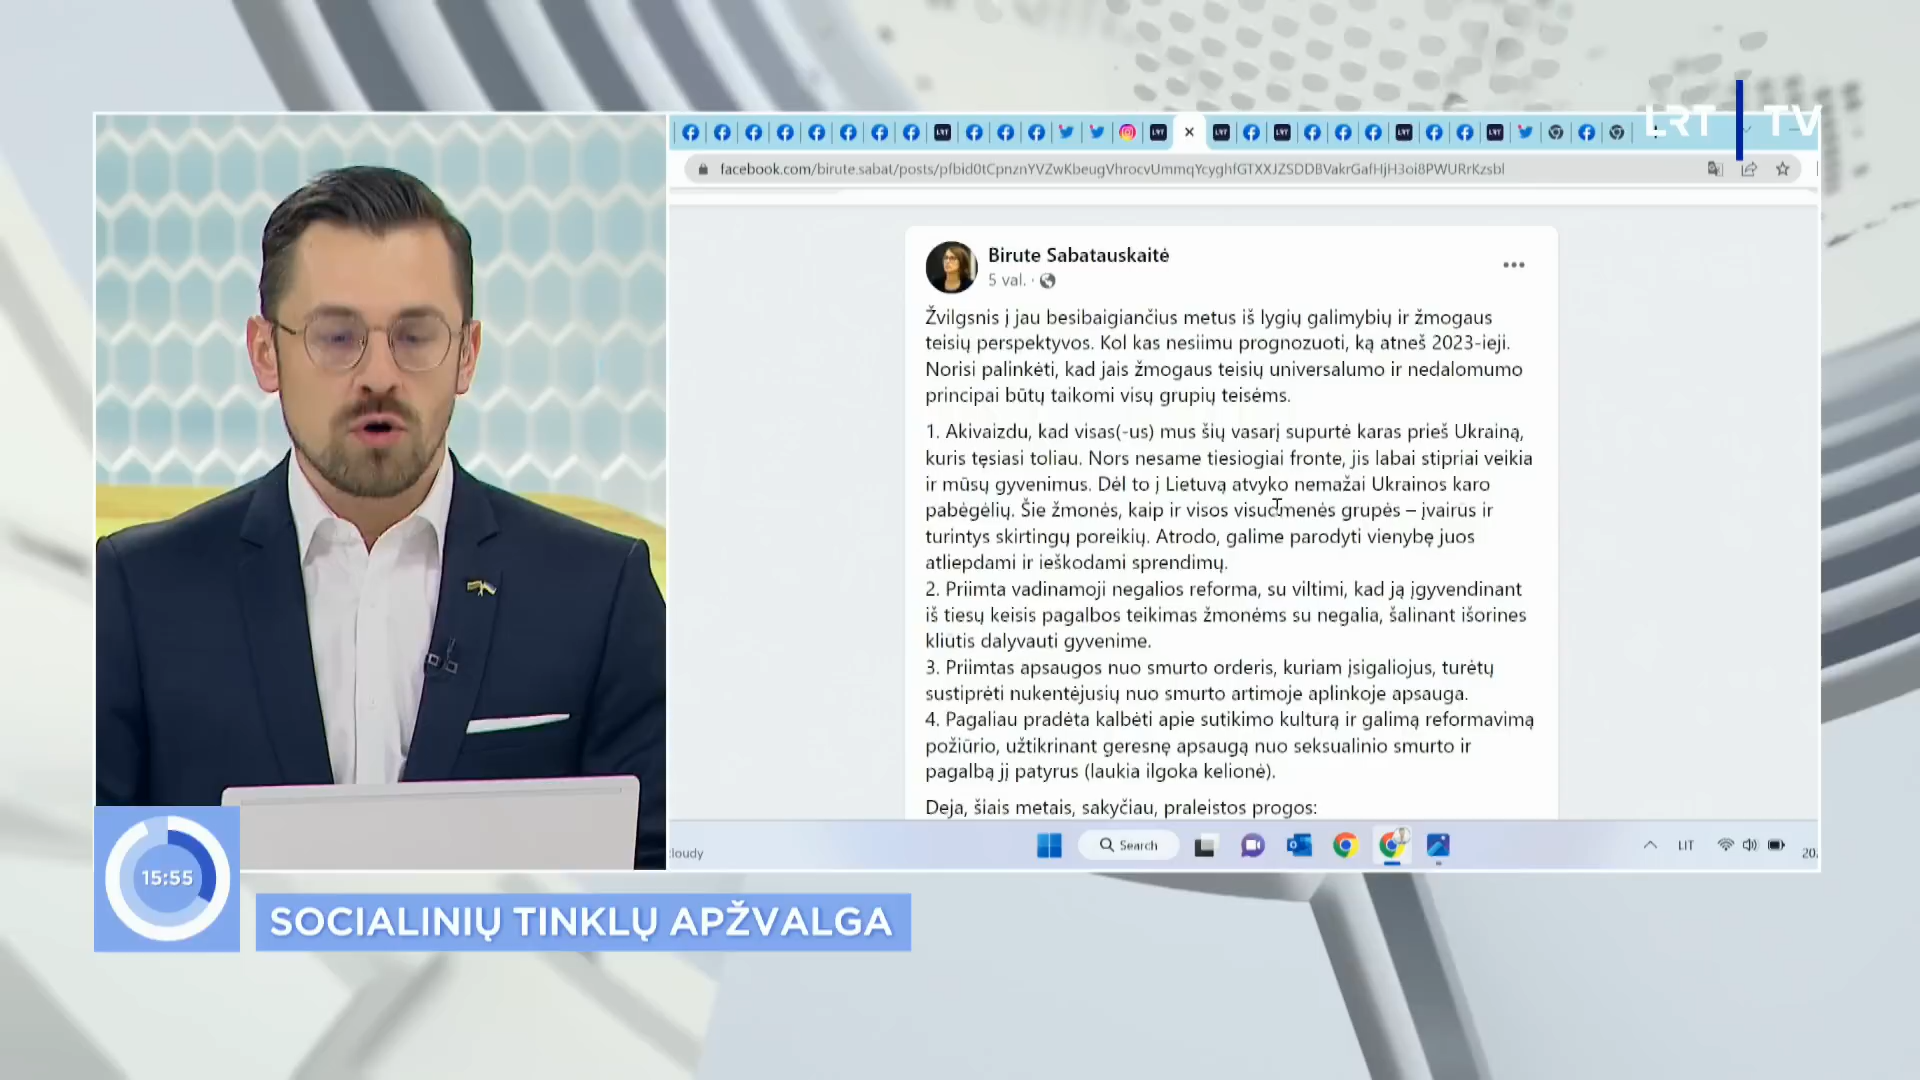 LRT TV
facebook.com/birute.sabat/posts/pfbid0tCpnznYVZwKbeugVhrocvUmmqYcyghfGTXXJZSDDBVakrGafHjH3oi8PWURrKzsbl
Birute Sabatauskaitė
5 val.
Žvilgsnis į jau besibaigiančius metus iš lygių galimybių ir žmogaus
teisių perspektyvos. Kol kas nesiimu prognozuoti, ką atneš 2023-ieji.
Norisi palinkėti, kad jais žmogaus teisių universalumo ir nedalomumo
principai būtų taikomi visų grupių teisėms.
1. Akivaizdu, kad visas(-us) mus šių vasarį supurtė karas prieš Ukrainą,
kuris tęsiasi toliau. Nors nesame tiesiogiai fronte, jis labai stipriai veikia
ir mūsų gyvenimus. Dėl to į Lietuvą atvyko nemažai Ukrainos karo
pabėgėlių. Šie žmonės, kaip ir visos visuomenės grupės – įvairus ir
turintys skirtingų poreikių. Atrodo, galime parodyti vienybę juos
atliepdami ir ieškodami sprendimų.
2. Priimta vadinamoji negalios reforma, su viltimi, kad ją įgyvendinant
iš tiesų keisis pagalbos teikimas žmonėms su negalia, šalinant išorines
kliūtis dalyvauti gyvenime.
3. Priimtas apsaugos nuo smurto orderis, kuriam įsigaliojus, turėtų
sustiprėti nukentėjusių nuo smurto artimoje aplinkoje apsauga.
4. Pagaliau pradėta kalbėti apie sutikimo kultūrą ir galimą reformavimą
požiūrio, užtikrinant geresnę apsaugą nuo seksualinio smurto ir
pagalbą jį patyrus (laukia ilgoka kelionė).
Deja, šiais metais, sakyčiau, praleistos progos:
loudy
Search
LIT
20.
15:55
SOCIALINIŲ TINKLŲ APŽVALGA